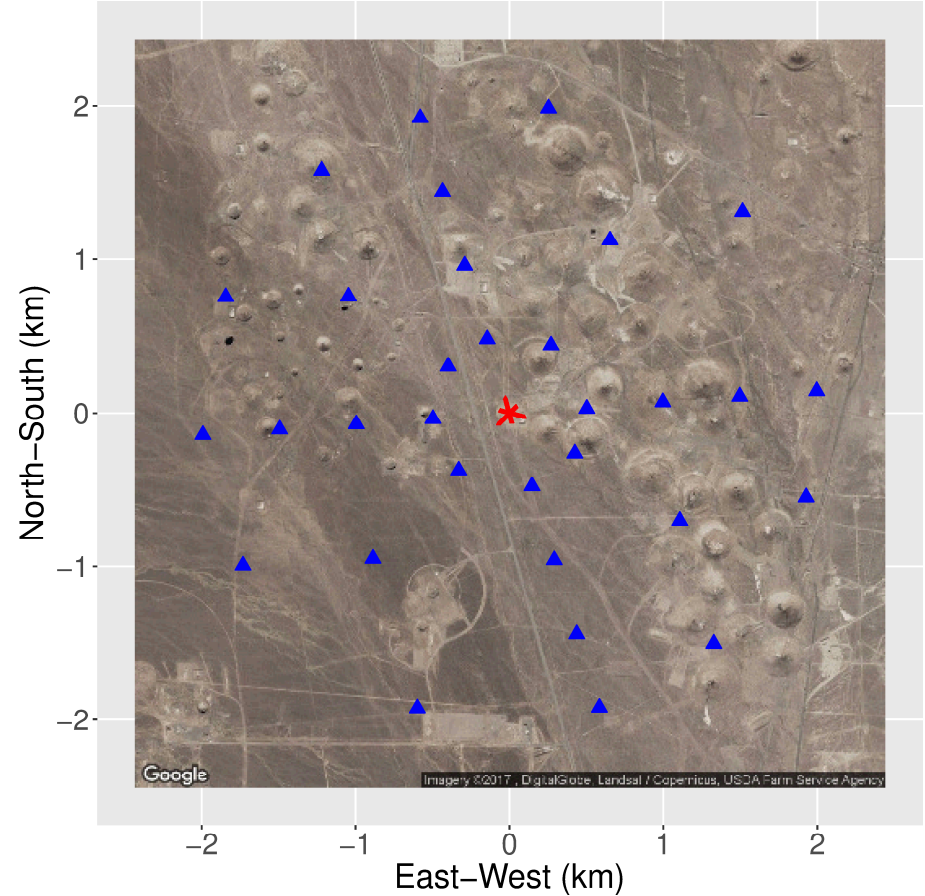 North−South (km)
2
1
0
−1
−2
Google
Imagery ©2017 , DigitalGlobe, Landsat / Copernicus, USDA Farm Service Agency
−2 −1 0 1 2
East−West (km)